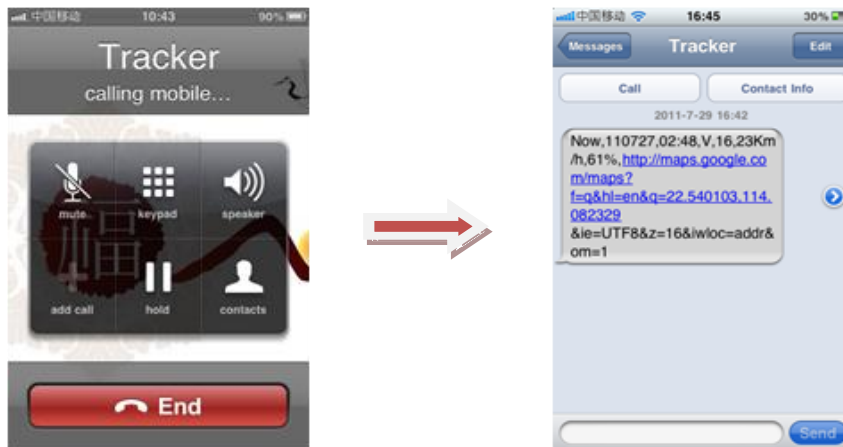 中国移动 10:43 90%
Tracker
calling mobile...
mute keypad speaker
福
add call hold contacts
End
中国移动 16:45 30%
Messages Tracker Edit
Call Contact Info
2011-7-29 16:42
Now,110727,02:48,V,16,23Km
/h,61%,http://maps.google.co
m/maps?
f=q&hl=en&q=22.540103,114.
082329
&ie=UTF8&z=16&iwloc=addr&
om=1
Send